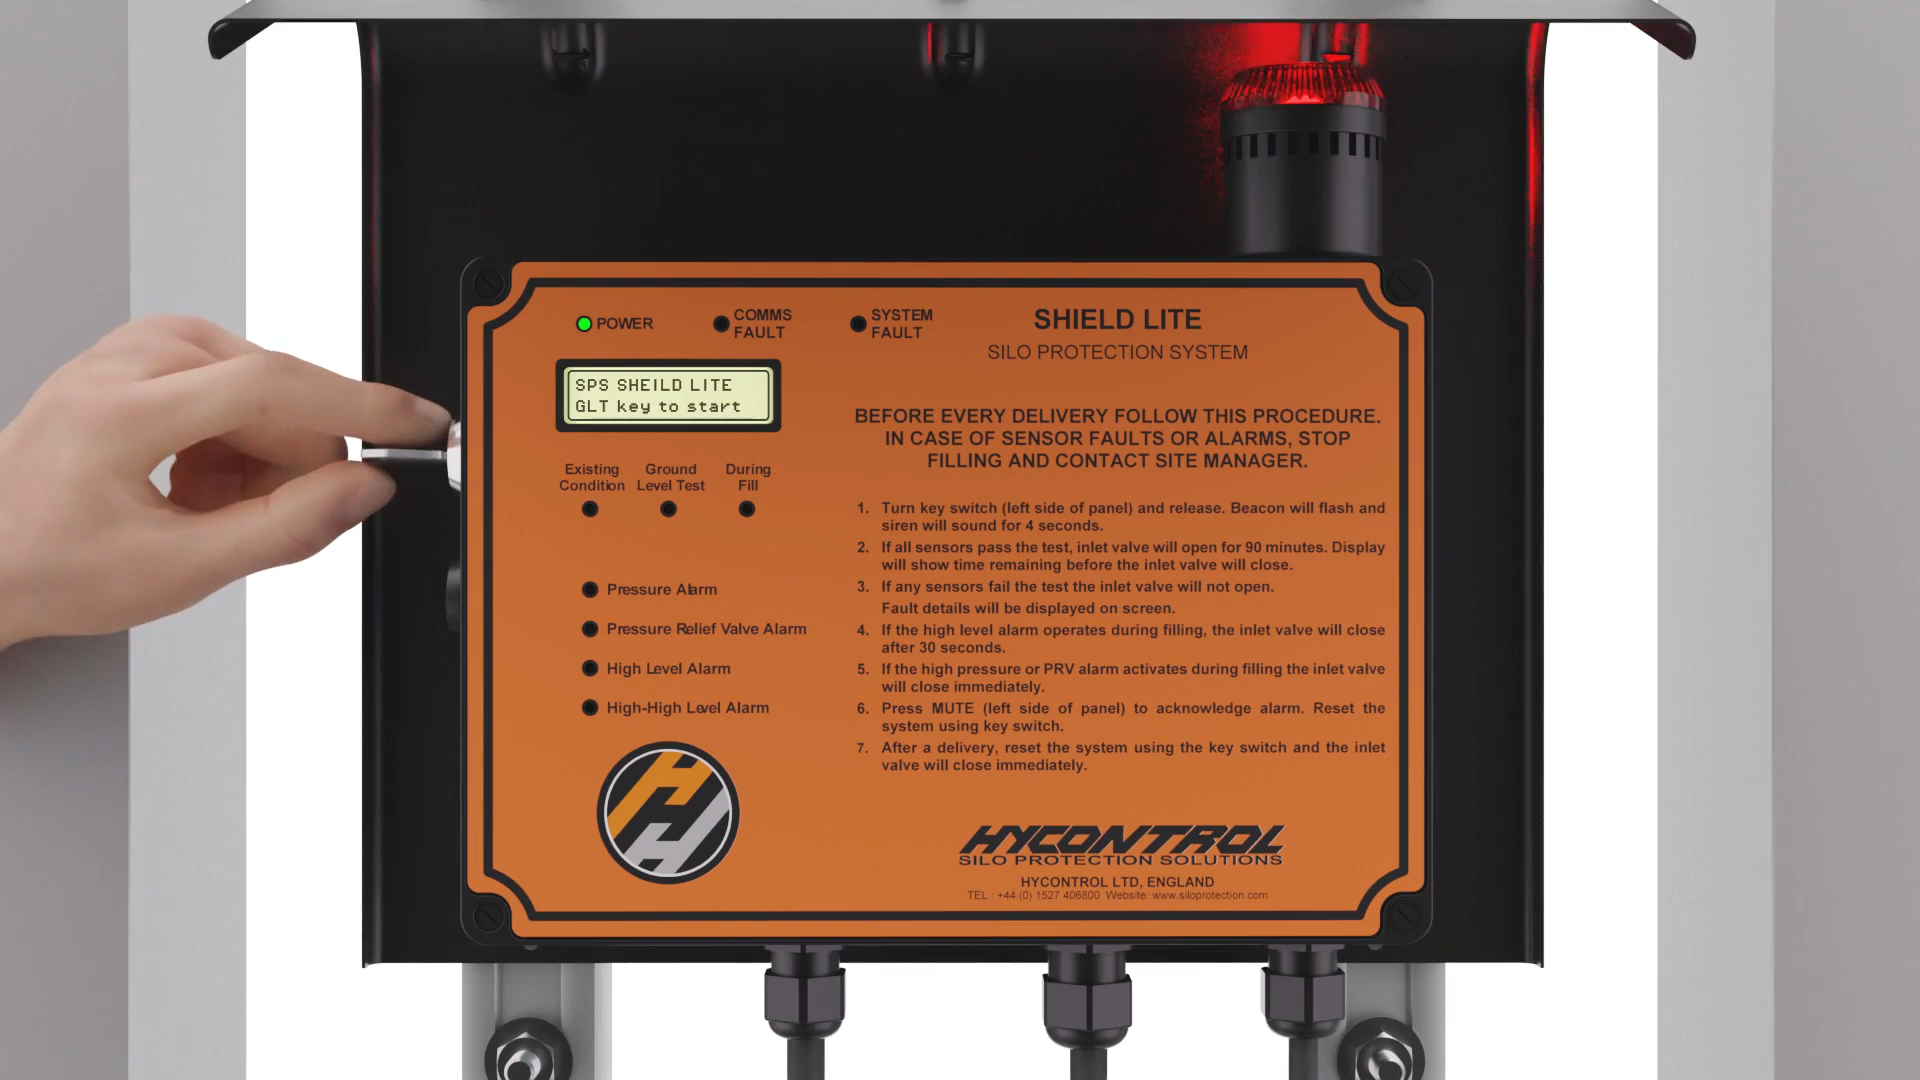 POWER
COMMS
FAULT
SYSTEM
FAULT
SHIELD LITE
SILO PROTECTION SYSTEM
SPS SHEILD LITE
GLT key to start
BEFORE EVERY DELIVERY FOLLOW THIS PROCEDURE.
IN CASE OF SENSOR FAULTS OR ALARMS, STOP
FILLING AND CONTACT SITE MANAGER.
Existing
Condition
Ground
Level Test
During
Fill
1. Turn key switch (left side of panel) and release. Beacon will flash and
siren will sound for 4 seconds.
2. If all sensors pass the test, inlet valve will open for 90 minutes. Display
will show time remaining before the inlet valve will close.
3. If any sensors fail the test the inlet valve will not open.
Fault details will be displayed on screen.
4. If the high level alarm operates during filling, the inlet valve will close
after 30 seconds.
5. If the high pressure or PRV alarm activates during filling the inlet valve
will close immediately.
6. Press MUTE (left side of panel) to acknowledge alarm. Reset the
system using key switch.
7. After a delivery, reset the system using the key switch and the inlet
valve will close immediately.
Pressure Alarm
Pressure Relief Valve Alarm
High Level Alarm
High-High Level Alarm
HYCONTROL
SILO PROTECTION SOLUTIONS
HYCONTROL LTD, ENGLAND
TEL : +44 (0) 1527 406800 Website: www.siloprotection.com